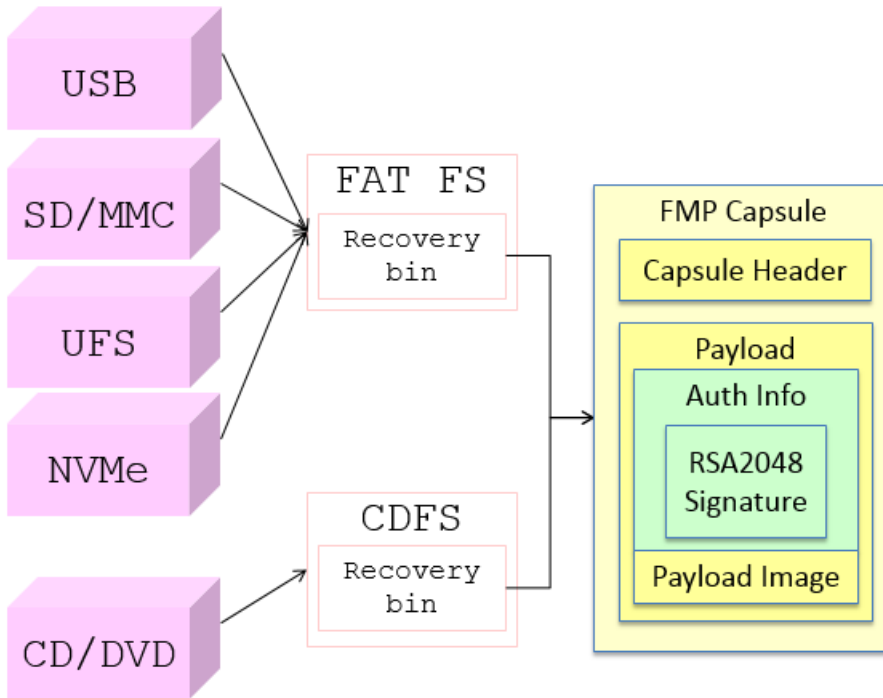 USB
SD/MMC
UFS
NVMe
CD/DVD
FAT FS
Recovery
bin
CDFS
Recovery
bin
FMP Capsule
Capsule Header
Payload
Auth Info
RSA2048
Signature
Payload Image